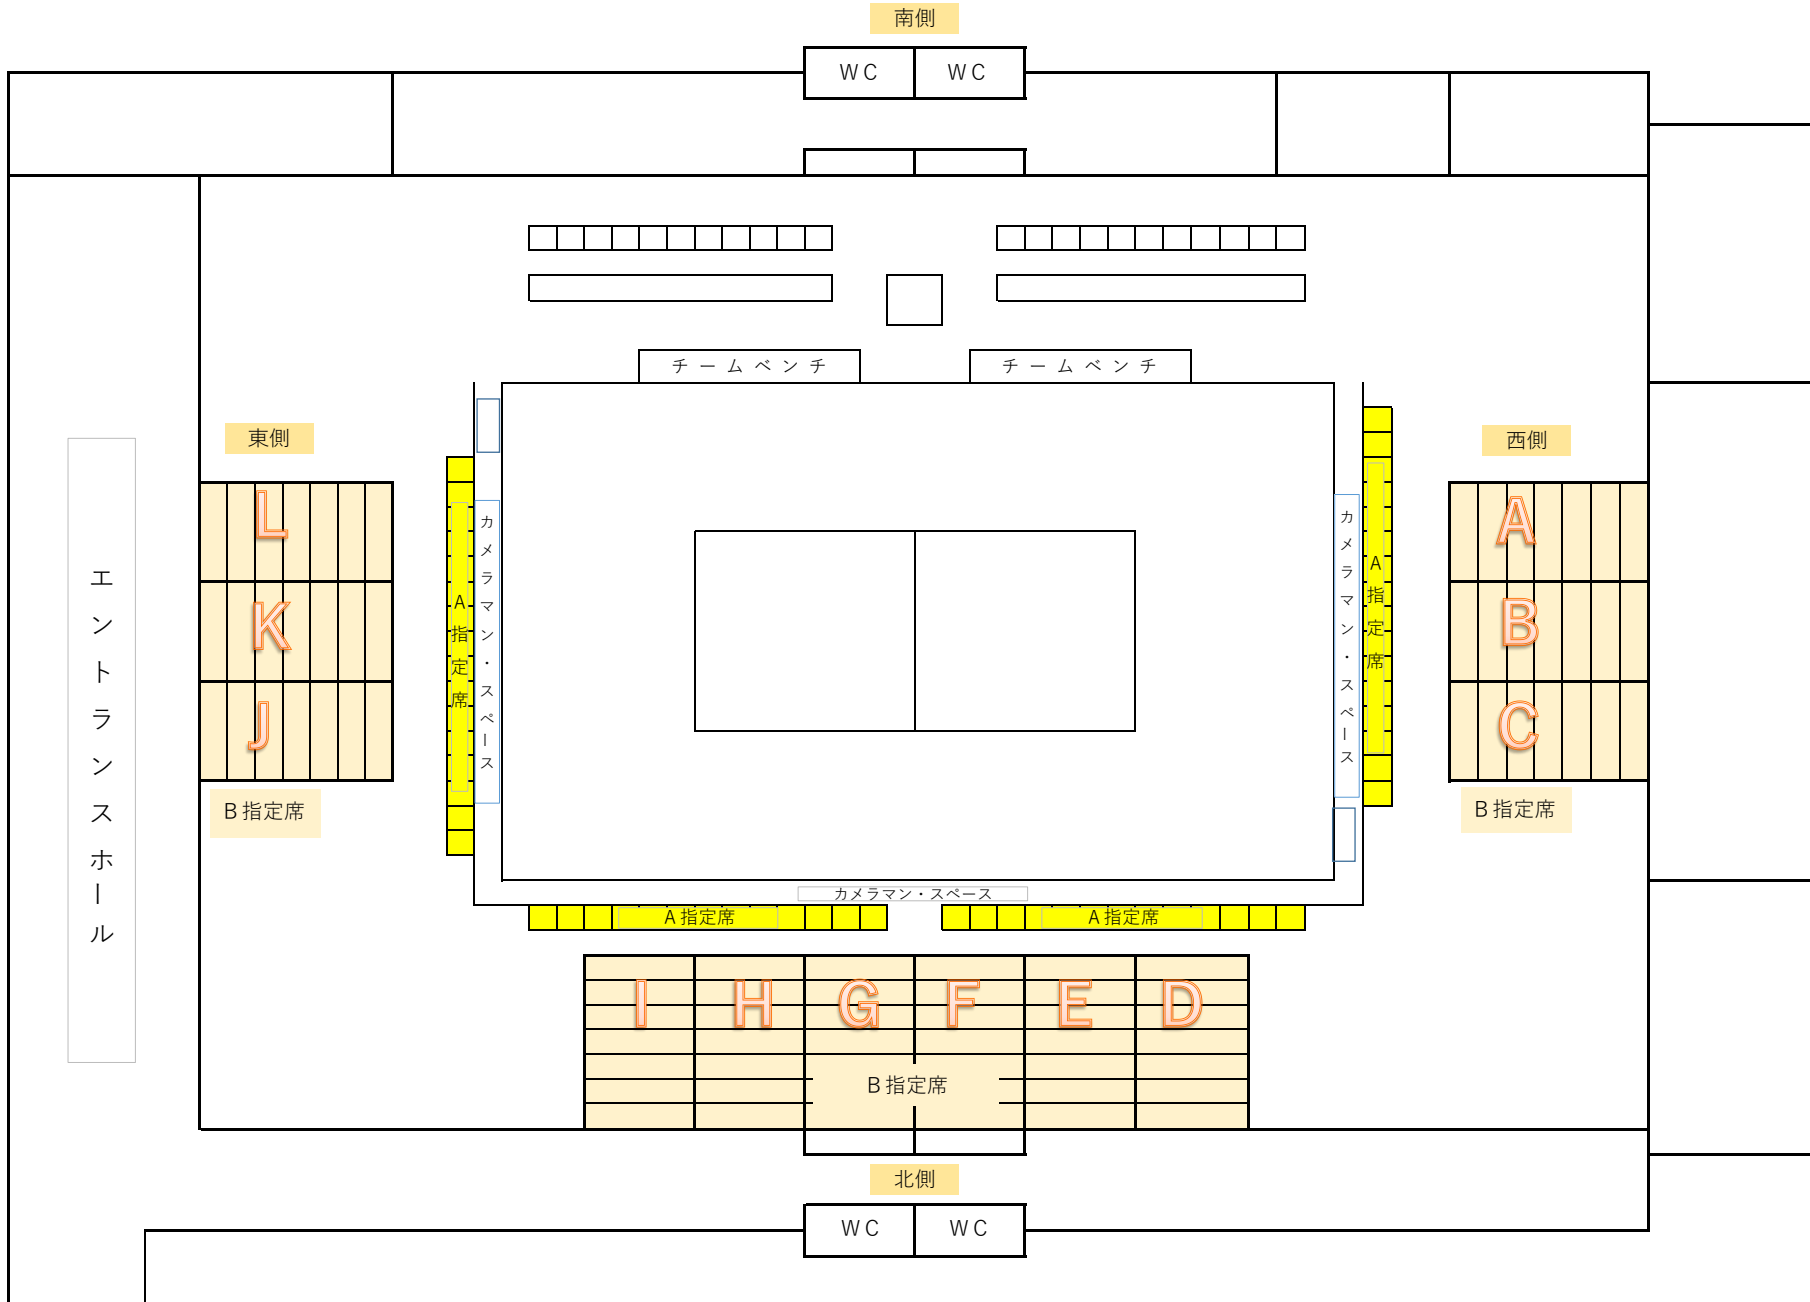 南側
WC WC
チームベンチ チームベンチ
東側
西側
エントランスホール
L
K
J
B指定席
A指定席
カメラマン・スペース
カメラマン・スペース
A指定席
A
B
C
B指定席
カメラマン・スペース
A指定席 A指定席
I H G F E D
B指定席
北側
WC WC